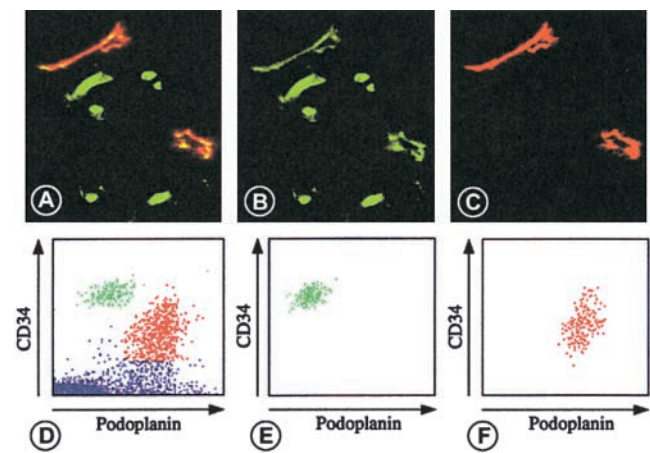 A
B
C
CD34
CD34
CD34
D
Podoplanin
E
Podoplanin
F
Podoplanin